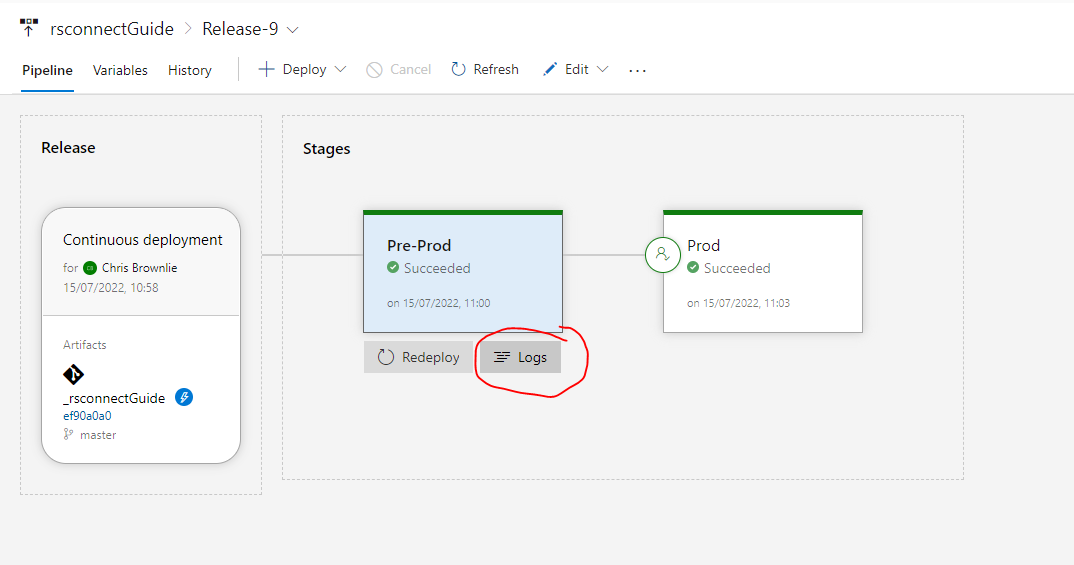 rsconnectGuide > Release-9
Pipeline Variables History Deploy Cancel Refresh Edit ...
Release
Continuous deployment
for Chris Brownlie
15/07/2022, 10:58
Artifacts
_rsconnectGuide
ef90a0a0
master
Stages
Pre-Prod
Succeeded
on 15/07/2022, 11:00
Redeploy Logs
Prod
Succeeded
on 15/07/2022, 11:03